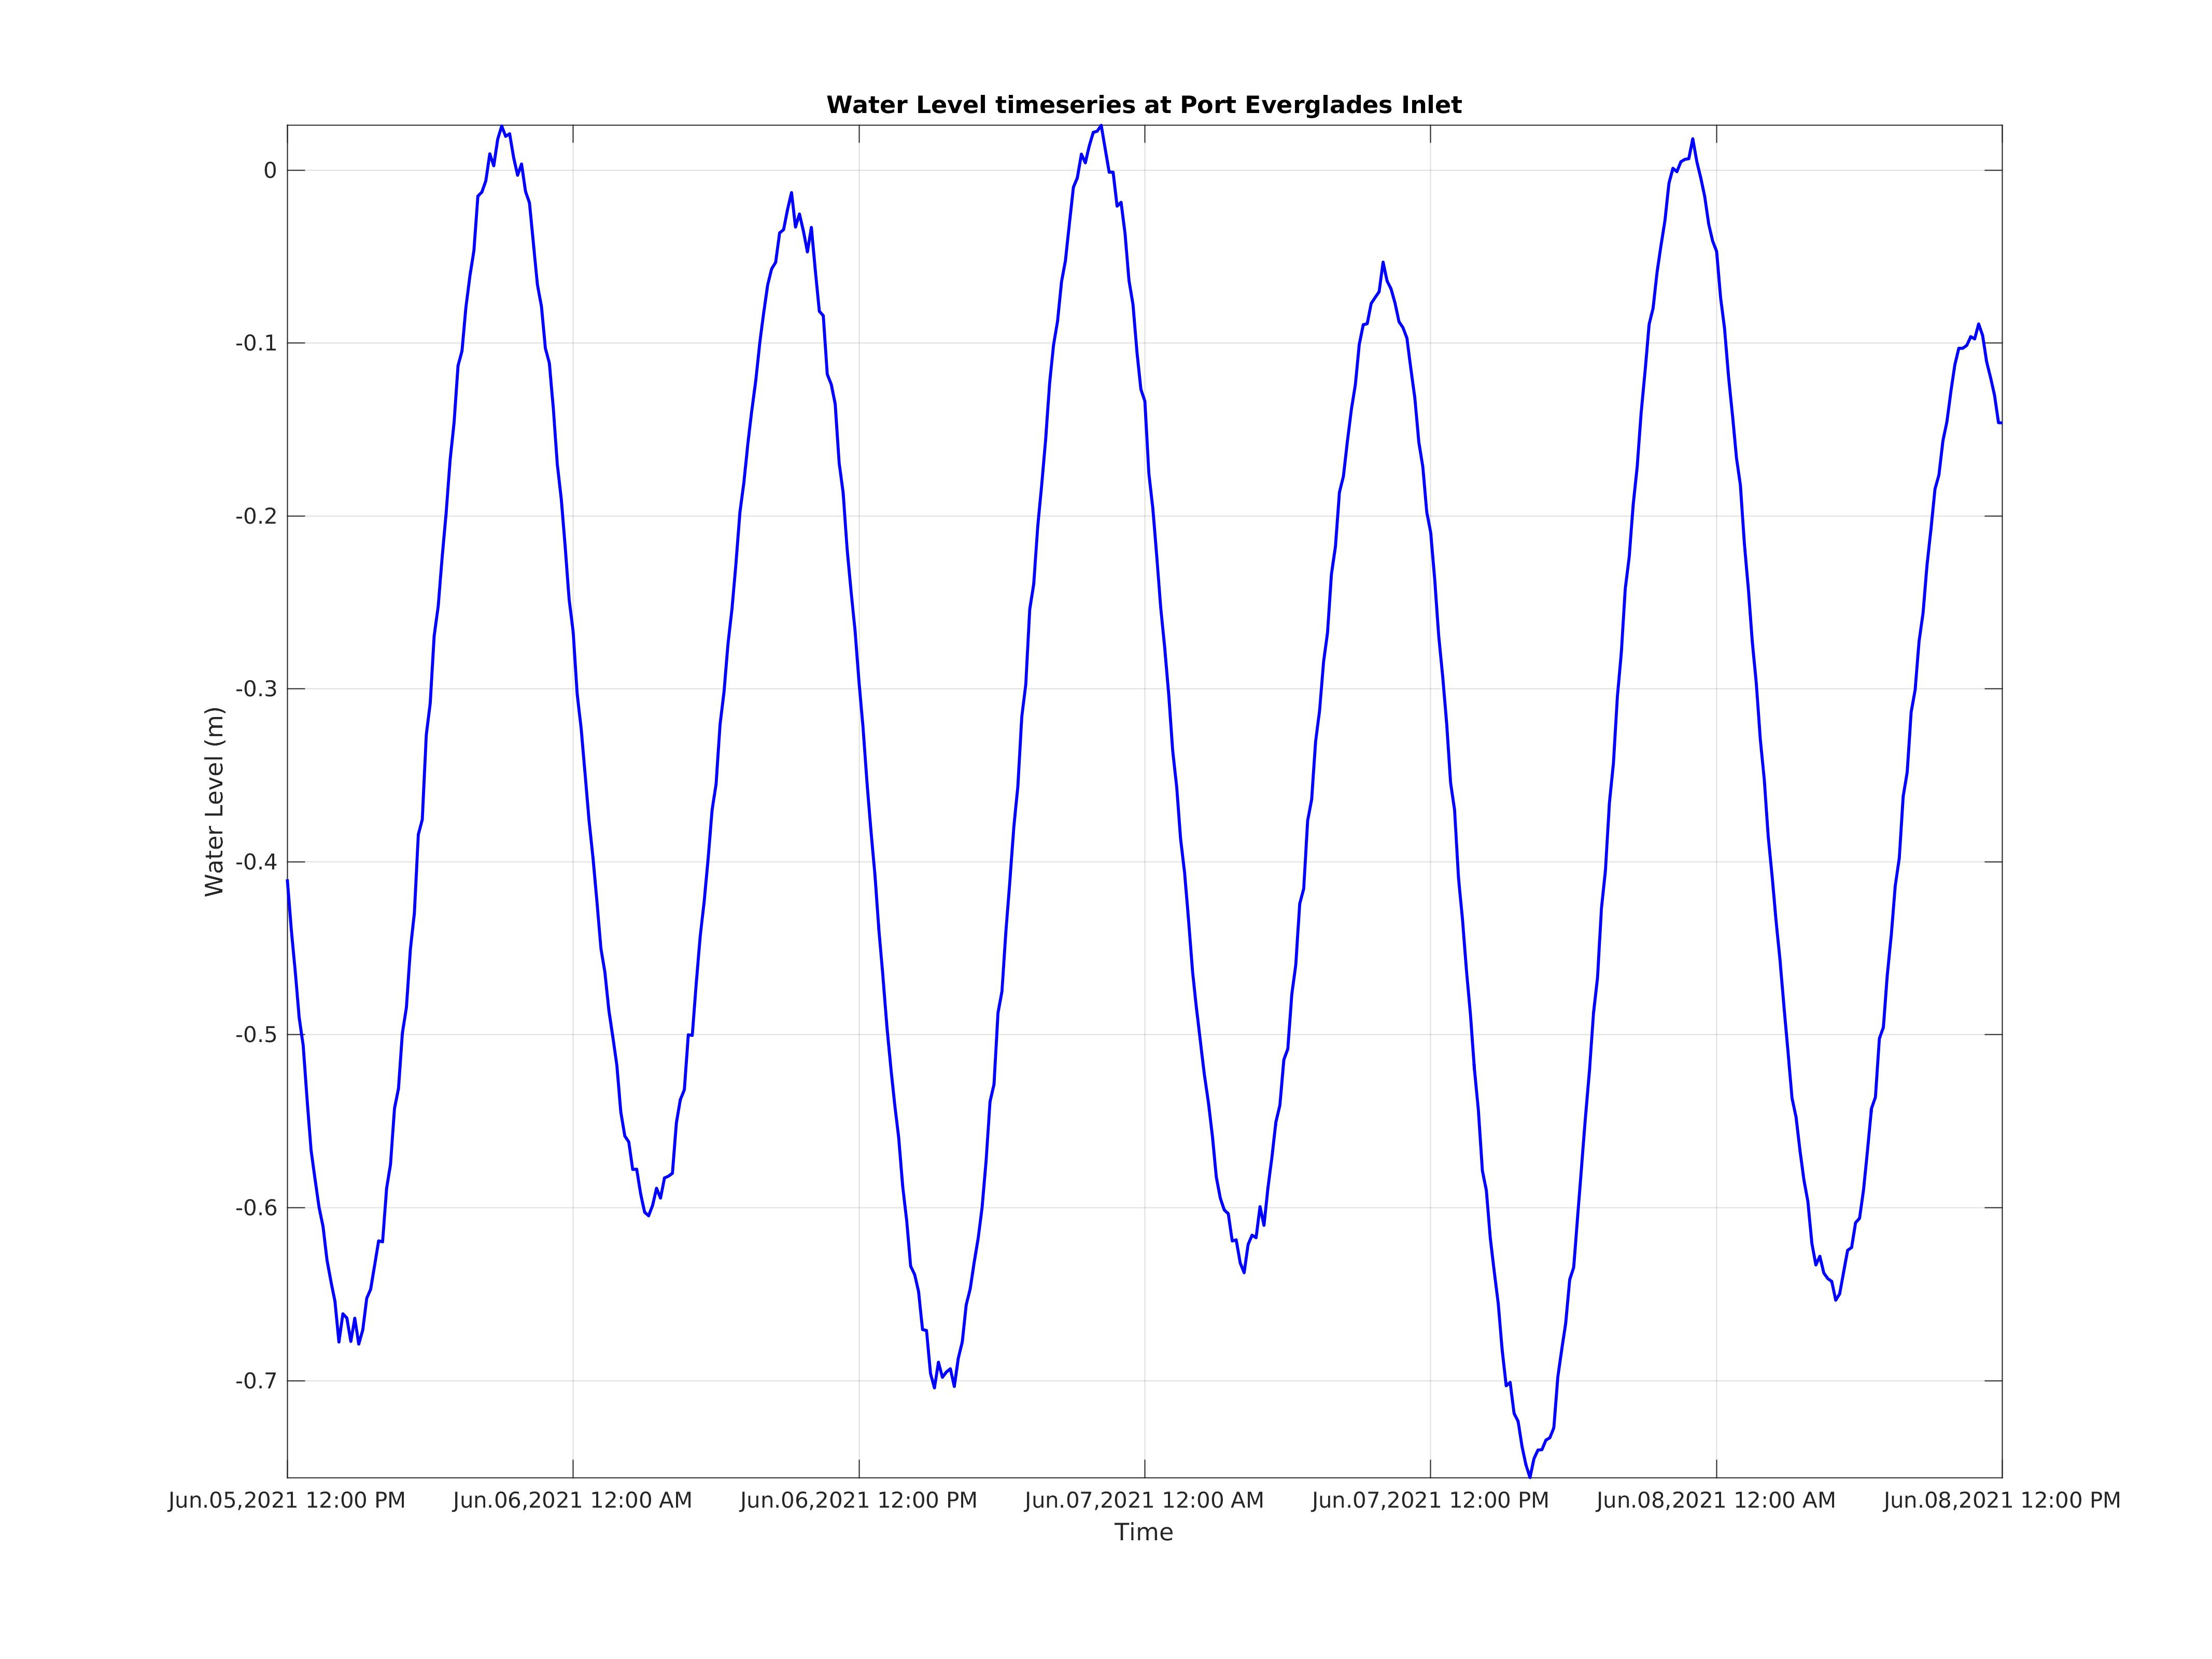 Water Level timeseries at Port Everglades Inlet
0
-0.1
-0.2
-0.3
-0.4
-0.5
-0.6
-0.7
Water Level (m)
Jun.05,2021 12:00 PM Jun.06,2021 12:00 AM Jun.06,2021 12:00 PM Jun.07,2021 12:00 AM Jun.07,2021 12:00 PM Jun.08,2021 12:00 AM Jun.08,2021 12:00 PM
Time